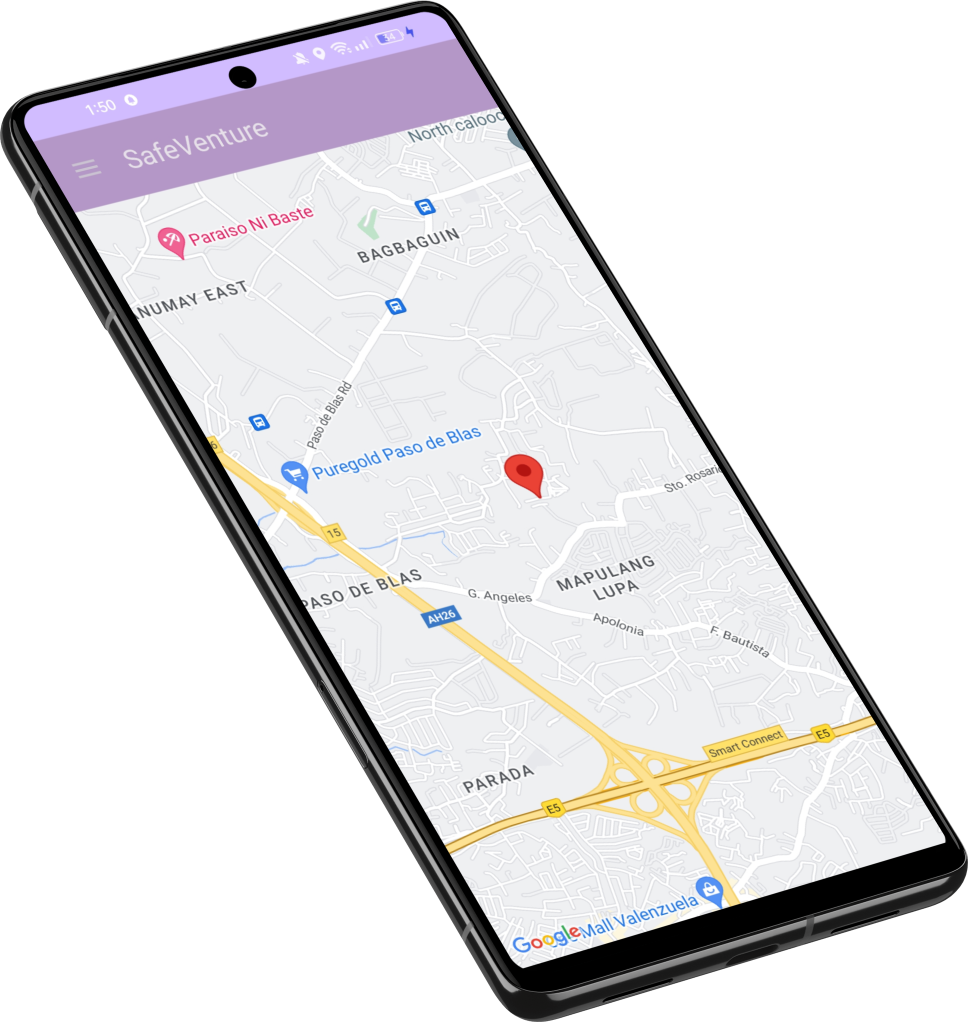 1:50
34
SafeVenture
North calooc
Paraiso Ni Baste
BAGBAGUIN
NUMAY EAST
Paso de Blas Rd
Puregold Paso de Blas
Sto. Rosari
15
PASO DE BLAS
G. Angeles
MAPULANG
LUPA
AH26
Apolonia
F. Bautista
Smart Connect
E5
PARADA
E5
Mall Valenzuela
Google